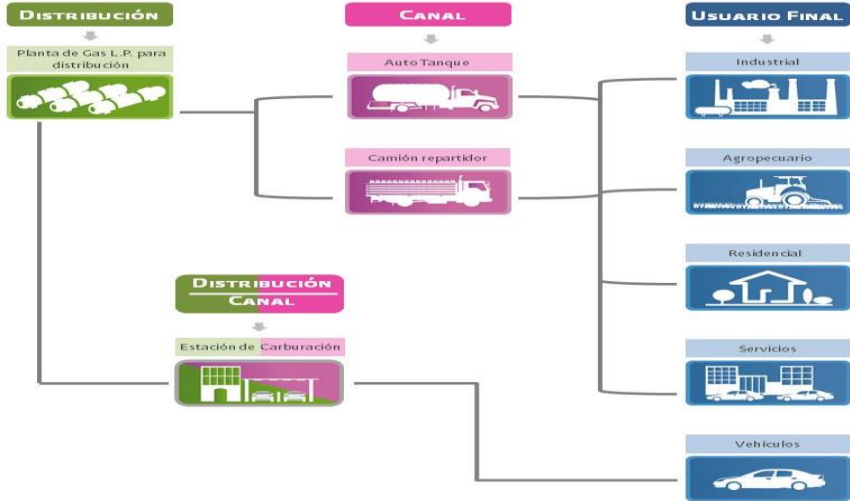 DISTRIBUCIÓN
Planta de Gas L.P. para
distribución
CANAL
Auto Tanque
Camión repartidor
DISTRIBUCIÓN
CANAL
Estación de Carburación
USUARIO FINAL
Industrial
Agropecuario
Residencial
Servicios
Vehículos